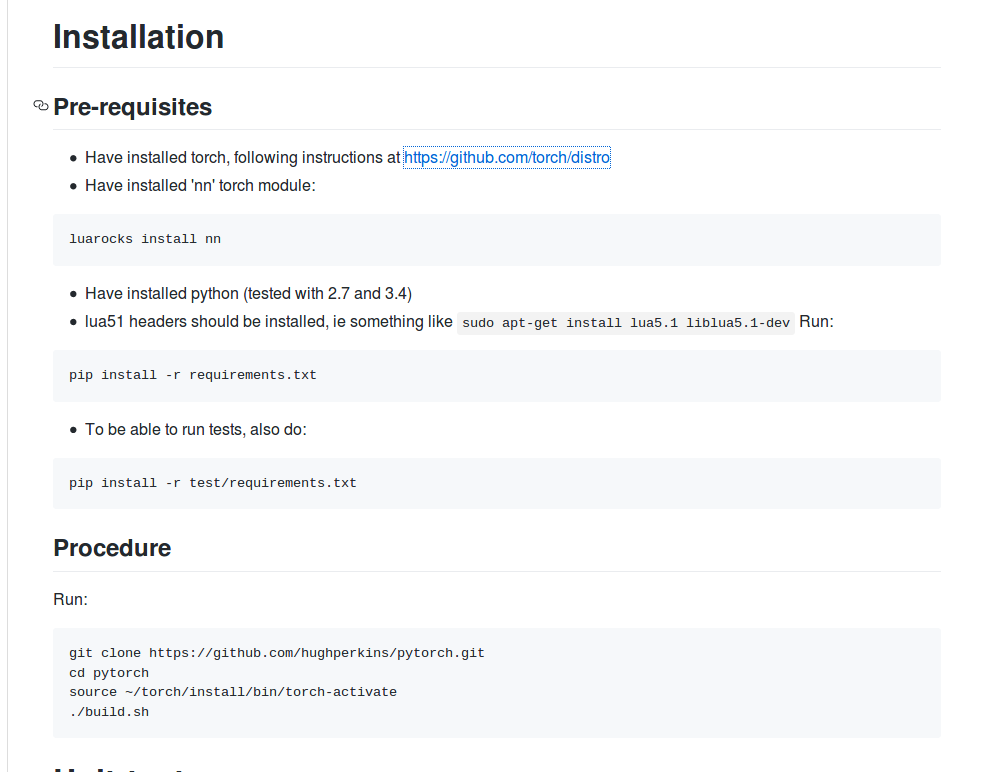 Installation
Pre-requisites
Have installed torch, following instructions at https://github.com/torch/distro
Have installed 'nn' torch module:
luarocks install nn
Have installed python (tested with 2.7 and 3.4)
lua51 headers should be installed, ie something like sudo apt-get install lua5.1 liblua5.1-dev Run:
pip install -r requirements.txt
To be able to run tests, also do:
pip install -r test/requirements.txt
Procedure
Run:
git clone https://github.com/hughperkins/pytorch.git
cd pytorch
source ~/torch/install/bin/torch-activate
./build.sh